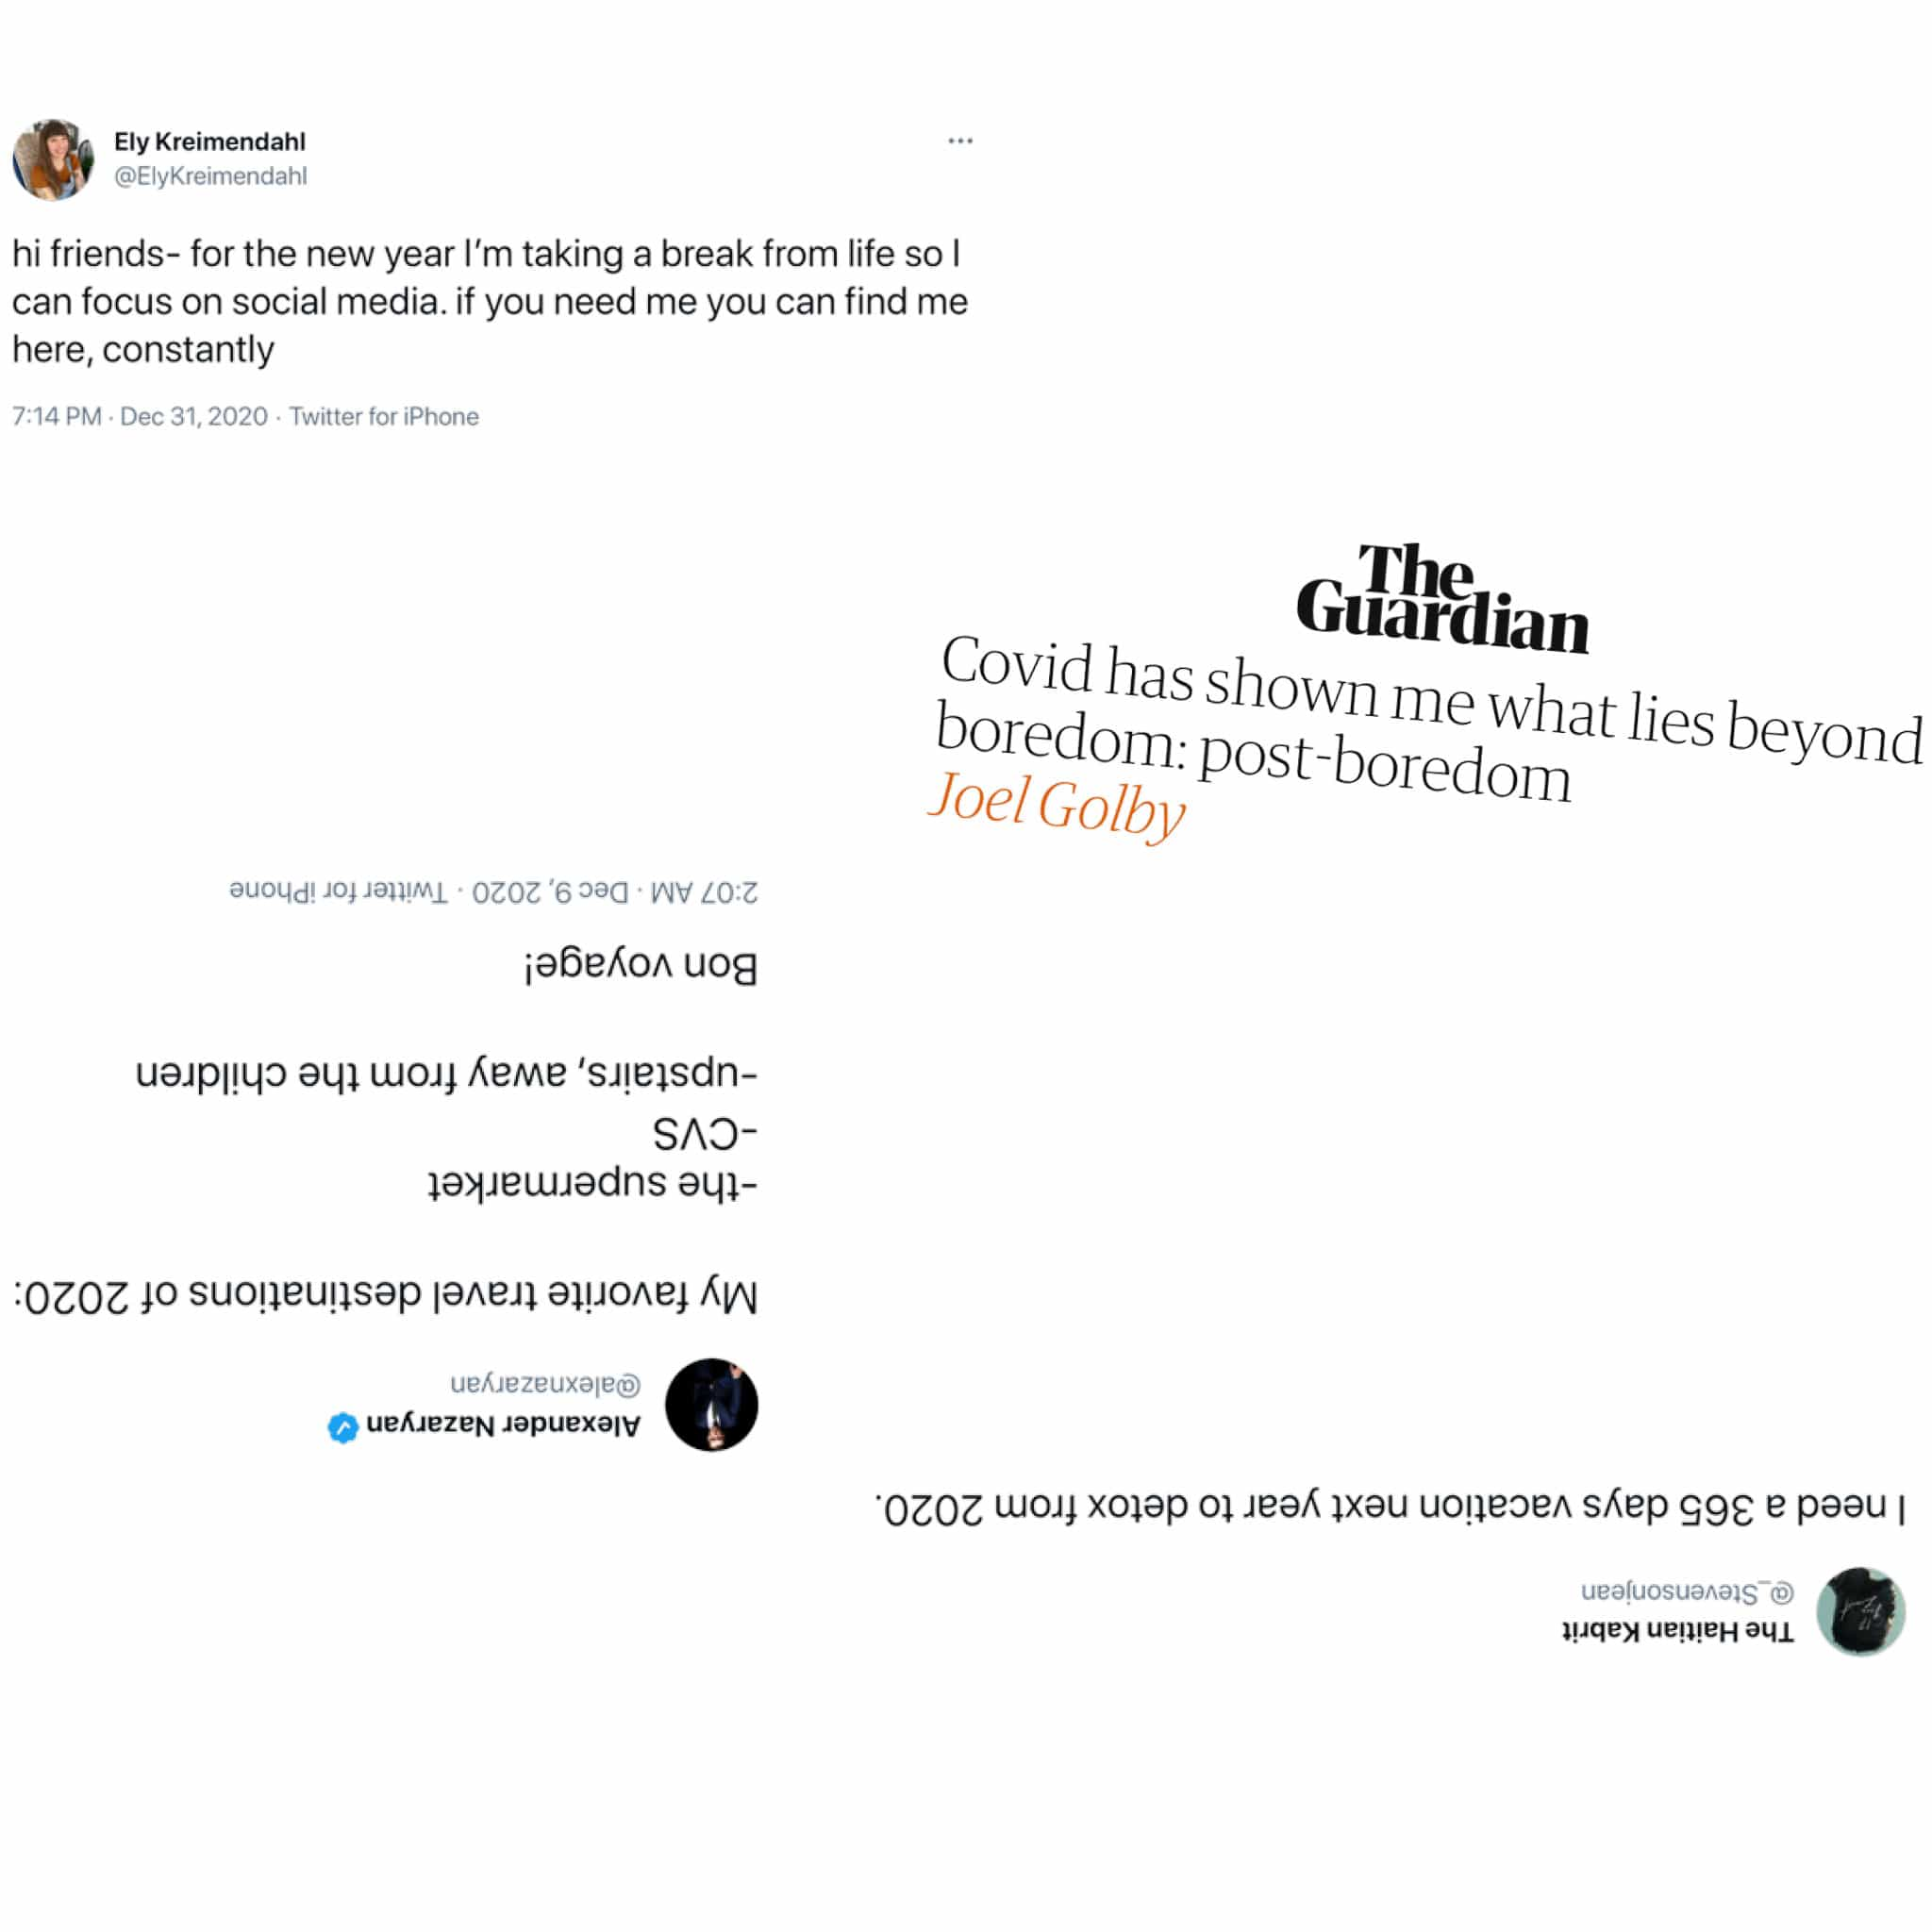 Ely Kreimendahl
@ElyKreimendahl
hi friends- for the new year I'm taking a break from life so I
can focus on social media. if you need me you can find me
here, constantly
7:14 PM · Dec 31, 2020 · Twitter for iPhone
The
Guardian
Covid has shown me what lies beyond
boredom: post-boredom
Joel Golby
Alexander Nazaryan
@alexnazaryan
My favorite travel destinations of 2020:
-the supermarket
-CVS
-upstairs, away from the children
Bon voyage!
2:07 AM · Dec 9, 2020 · Twitter for iPhone
The Haitian Kabrit
@_Stevensonjean
I need a 365 days vacation next year to detox from 2020.